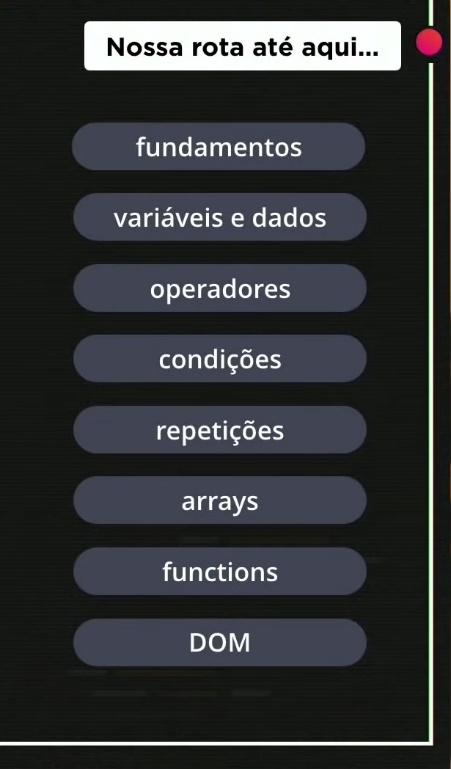 Nossa rota até aqui...
fundamentos
variáveis e dados
operadores
condições
repetições
arrays
functions
DOM